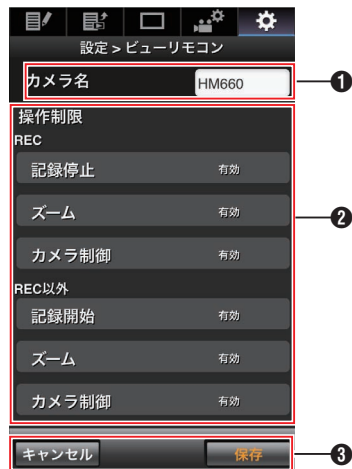 設定 > ビューリモコン
カメラ名 HM660 ❶
操作制限
REC
記録停止 有効
ズーム 有効 ❷
カメラ制御 有効
REC以外
記録開始 有効
ズーム 有効
カメラ制御 有効
キャンセル 保存 ❸